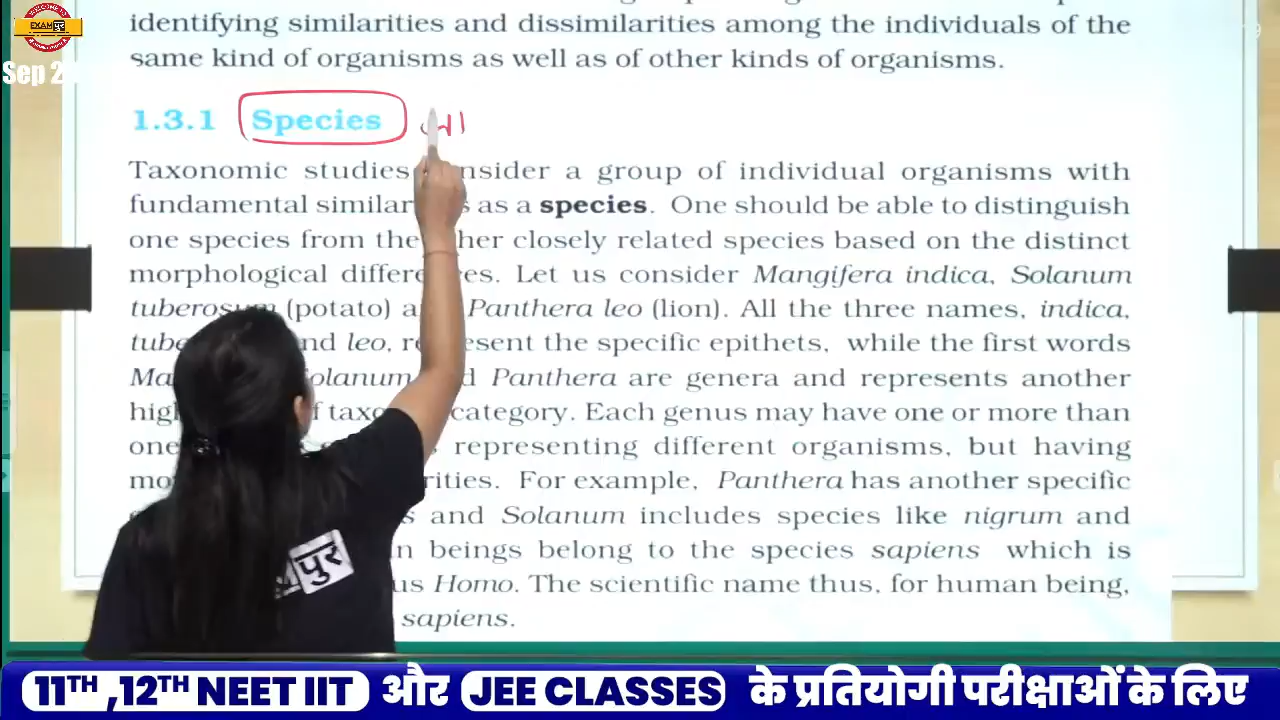 EXAM पुर
Sep 2
identifying similarities and dissimilarities among the individuals of the
same kind of organisms as well as of other kinds of organisms.
1.3.1 Species
Taxonomic studies consider a group of individual organisms with
fundamental similar s as a species. One should be able to distinguish
one species from the her closely related species based on the distinct
morphological differe es. Let us consider Mangifera indica, Solanum
tuberosum (potato) a Panthera leo (lion). All the three names, indica,
tube nd leo, re esent the specific epithets, while the first words
Ma olanum d Panthera are genera and represents another
hig f taxo category. Each genus may have one or more than
one s representing different organisms, but having
mo rities. For example, Panthera has another specific
s and Solanum includes species like nigrum and
n beings belong to the species sapiens which is
us Homo. The scientific name thus, for human being,
sapiens.
पुर
11TH ,12TH NEET IIT और JEE CLASSES के प्रतियोगी परीक्षाओं के लिए